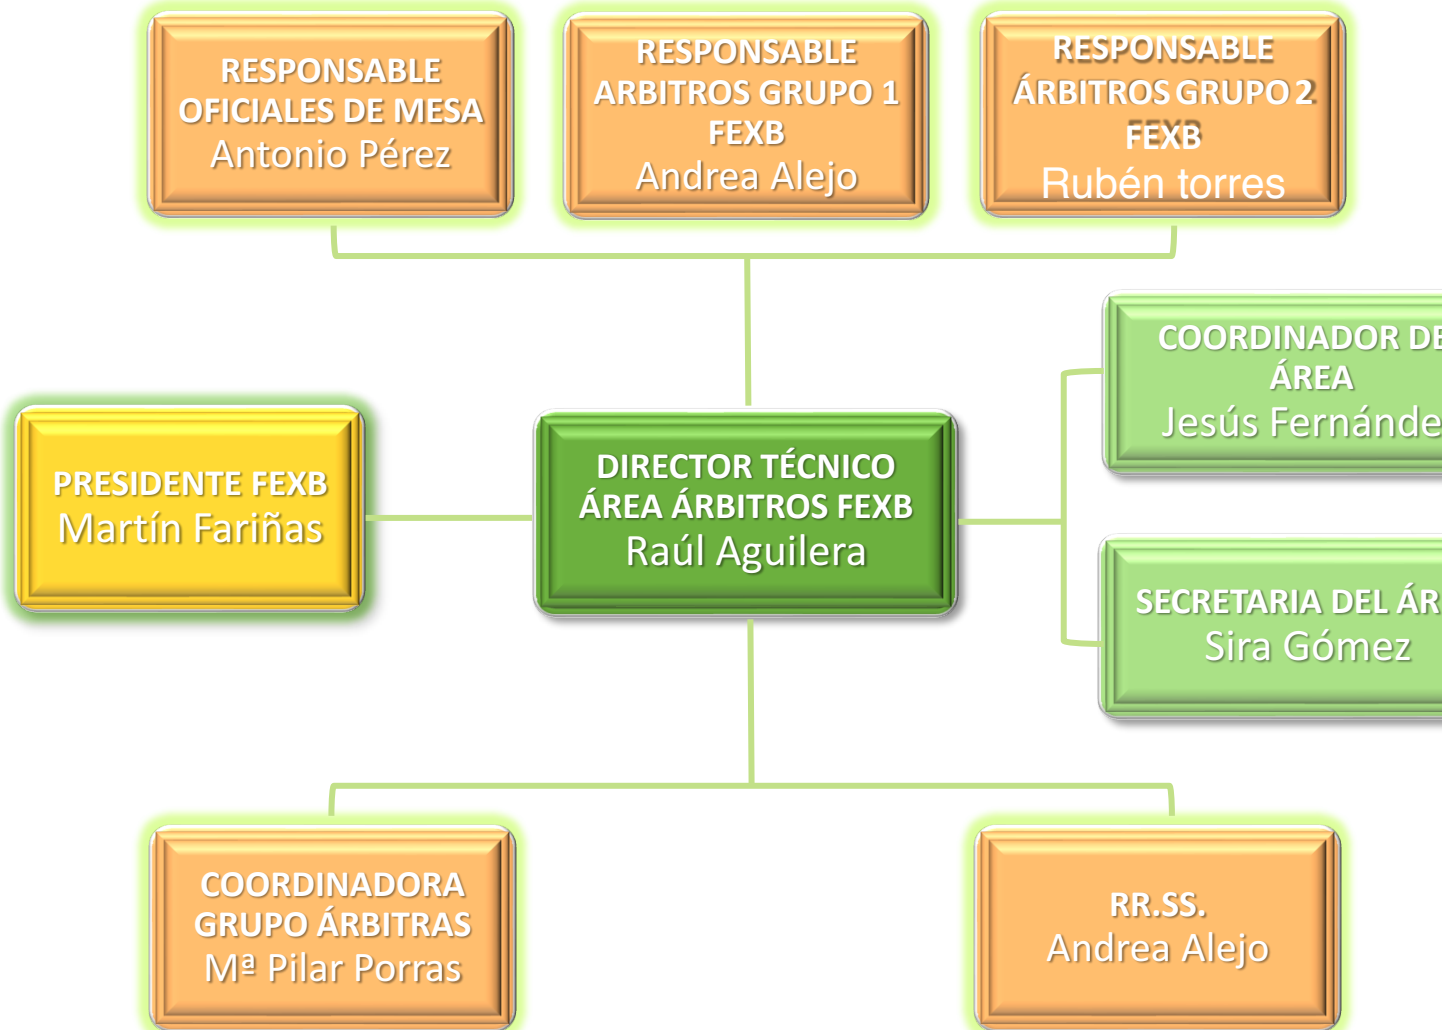 RESPONSABLE
OFICIALES DE MESA
Antonio Pérez
RESPONSABLE
ARBITROS GRUPO 1
FEXB
Andrea Alejo
RESPONSABLE
ÁRBITROS GRUPO 2
FEXB
Rubén torres
COORDINADOR DE
ÁREA
Jesús Fernánde
PRESIDENTE FEXB
Martín Fariñas
DIRECTOR TÉCNICO
ÁREA ÁRBITROS FEXB
Raúl Aguilera
SECRETARIA DEL ÁR
Sira Gómez
COORDINADORA
GRUPO ÁRBITRAS
Mª Pilar Porras
RR.SS.
Andrea Alejo